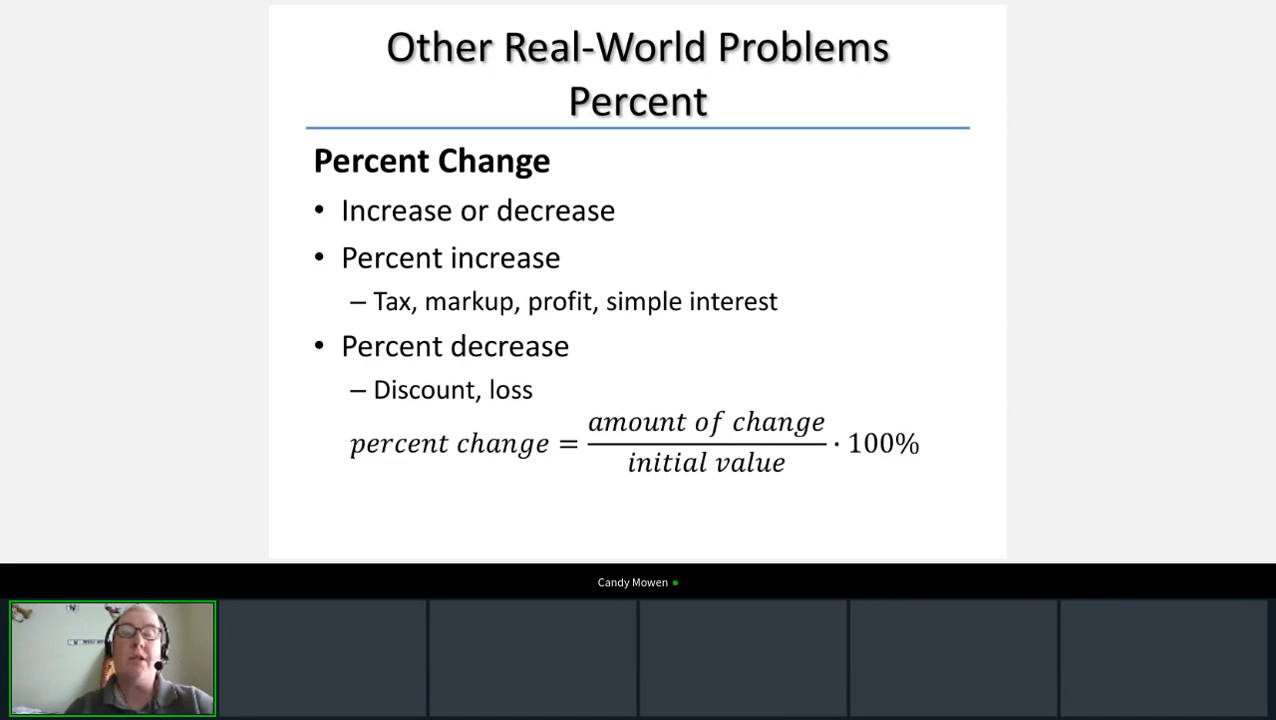 Other Real-World Problems
Percent
Percent Change
• Increase or decrease
• Percent increase
– Tax, markup, profit, simple interest
• Percent decrease
– Discount, loss
percent change = amount of change / initial value · 100%
Candy Mowen